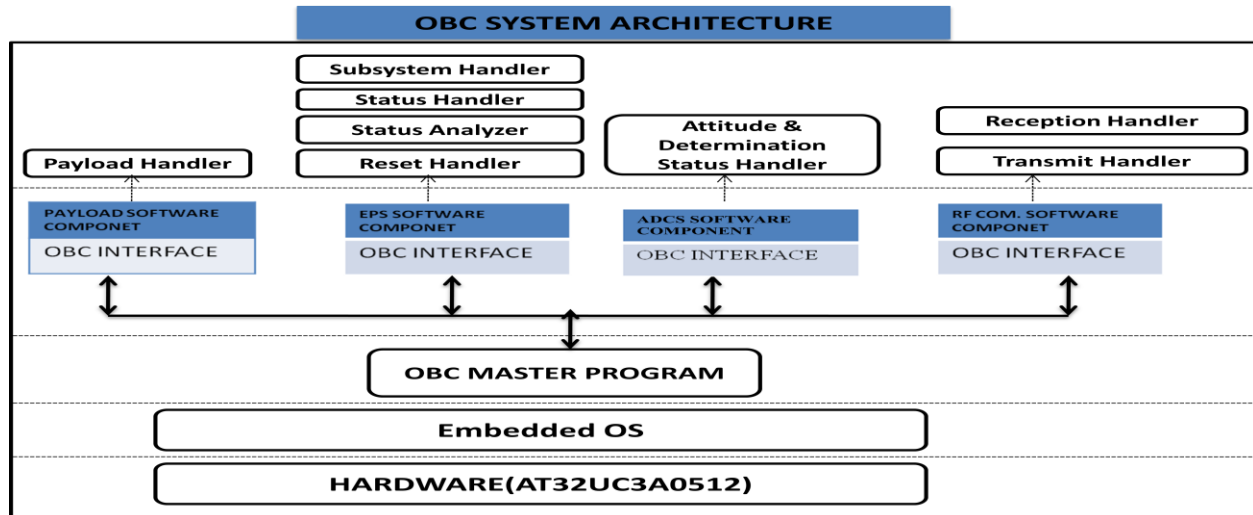 OBC SYSTEM ARCHITECTURE
Subsystem Handler
Status Handler
Status Analyzer
Reset Handler
Payload Handler
Attitude &
Determination
Status Handler
Reception Handler
Transmit Handler
PAYLOAD SOFTWARE
COMPONET
OBC INTERFACE
EPS SOFTWARE
COMPONET
OBC INTERFACE
ADCS SOFTWARE
COMPONENT
OBC INTERFACE
RF COM. SOFTWARE
COMPONET
OBC INTERFACE
OBC MASTER PROGRAM
Embedded OS
HARDWARE(AT32UC3A0512)